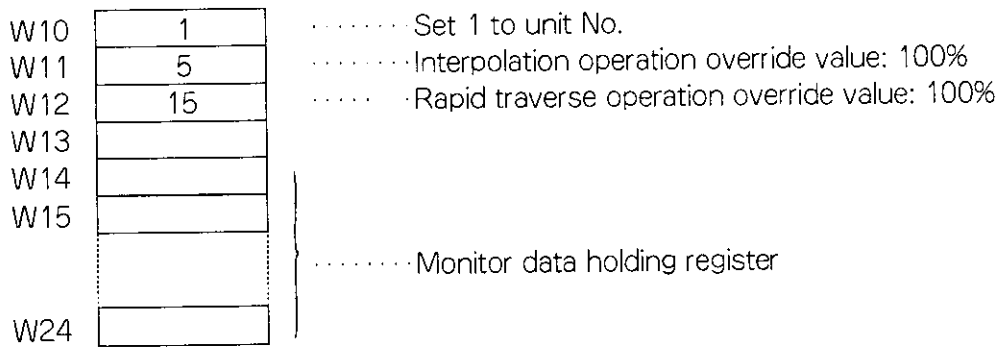 W10 1 ········Set 1 to unit No.
W11 5 ········Interpolation operation override value: 100%
W12 15 ····· ·Rapid traverse operation override value: 100%
W13
W14
W15
········Monitor data holding register
W24